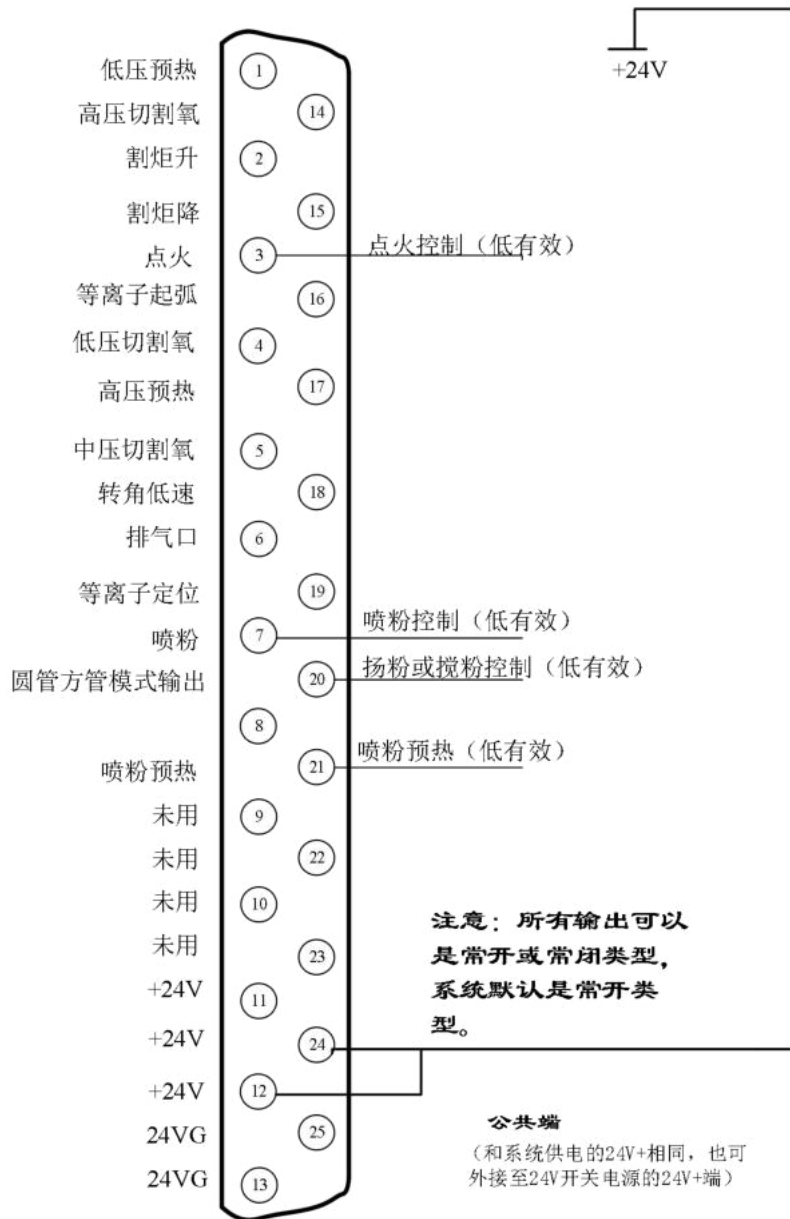 +24V
低压预热
1
高压切割氧
14
割炬升
2
割炬降
15
点火
3
点火控制（低有效）
等离子起弧
16
低压切割氧
4
高压预热
17
中压切割氧
5
转角低速
18
排气口
6
等离子定位
19
喷粉
7
喷粉控制（低有效）
圆管方管模式输出
20
扬粉或搅粉控制（低有效）
8
喷粉预热
21
喷粉预热（低有效）
未用
9
未用
22
未用
10
未用
23
+24V
11
+24V
24
+24V
12
24VG
25
24VG
13
注意：所有输出可以
是常开或常闭类型，
系统默认是常开类
型。
公共端
（和系统供电的24V+相同，也可
外接至24V开关电源的24V+端）